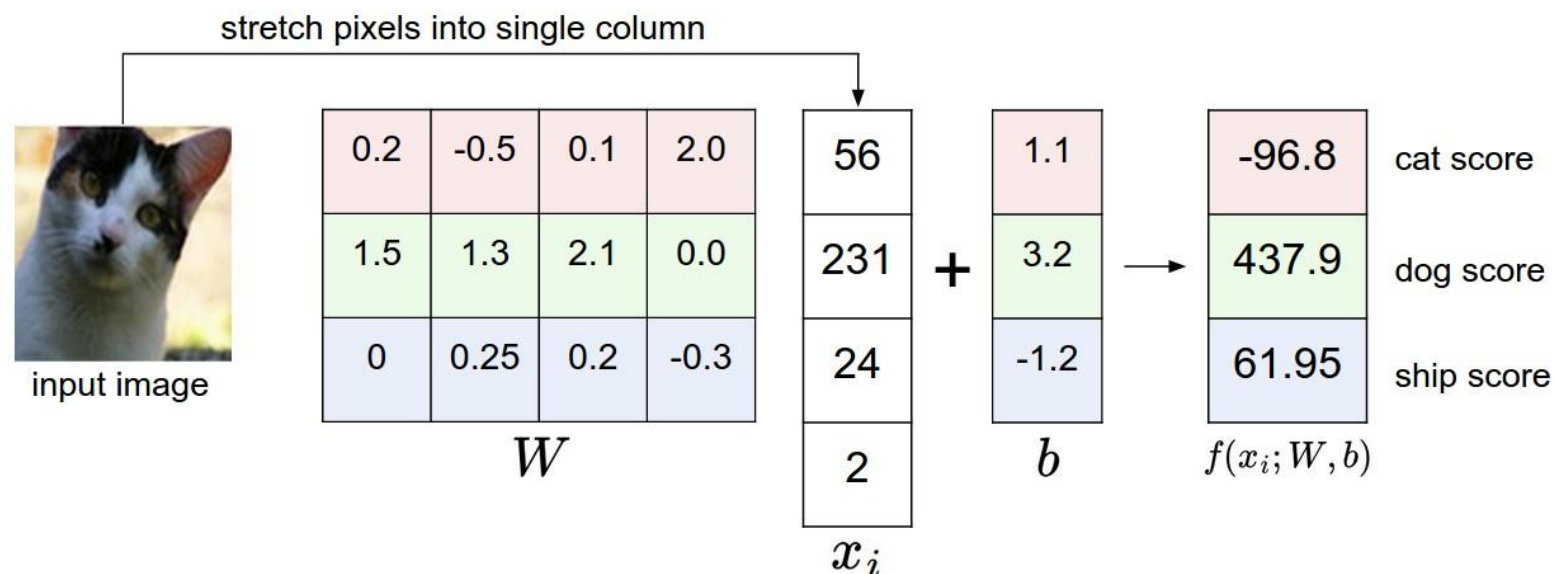 stretch pixels into single column
0.2 -0.5 0.1 2.0
1.5 1.3 2.1 0.0
0 0.25 0.2 -0.3
W
56
231
24
2
x_i
+
1.1
3.2
-1.2
b
-96.8 cat score
437.9 dog score
61.95 ship score
f(x_i; W, b)
input image